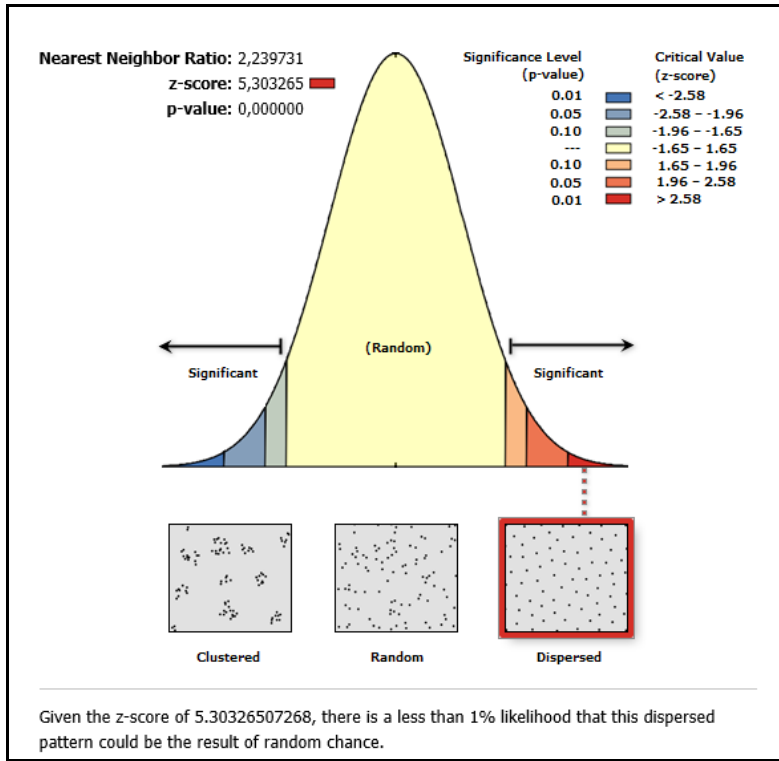 Nearest Neighbor Ratio: 2,239731
z-score: 5,303265
p-value: 0,000000
Significance Level (p-value)
Critical Value (z-score)
0.01 < -2.58
0.05 -2.58 – -1.96
0.10 -1.96 – -1.65
--- -1.65 – 1.65
0.10 1.65 – 1.96
0.05 1.96 – 2.58
0.01 > 2.58
(Random)
Significant
Significant
Clustered
Random
Dispersed
Given the z-score of 5.30326507268, there is a less than 1% likelihood that this dispersed
pattern could be the result of random chance.